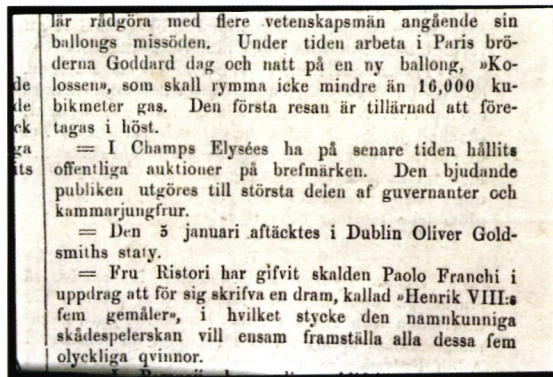 lär rådgöra med flere vetenskapsmän angående sin
ballongs missöden. Under tiden arbeta i Paris brö-
derna Goddard dag och natt på en ny ballong, »Ko-
lossen», som skall rymma icke mindre än 16,000 ku-
bikmeter gas. Den första resan är tillärnad att före-
tagas i höst.
= I Champs Elysées ha på senare tiden hållits
offentliga auktioner på brefmärken. Den bjudande
publiken utgöres till största delen af guvernanter och
kammarjungfrur.
= Den 5 januari aftäcktes i Dublin Oliver Gold-
smiths staty.
= Fru Ristori har gifvit skalden Paolo Franchi i
uppdrag att för sig skrifva en dram, kallad »Henrik VIII:s
fem gemåler», i hvilket stycke den namnkunniga
skådespelerskan vill ensam framställa alla dessa fem
olyckliga qvinnor.